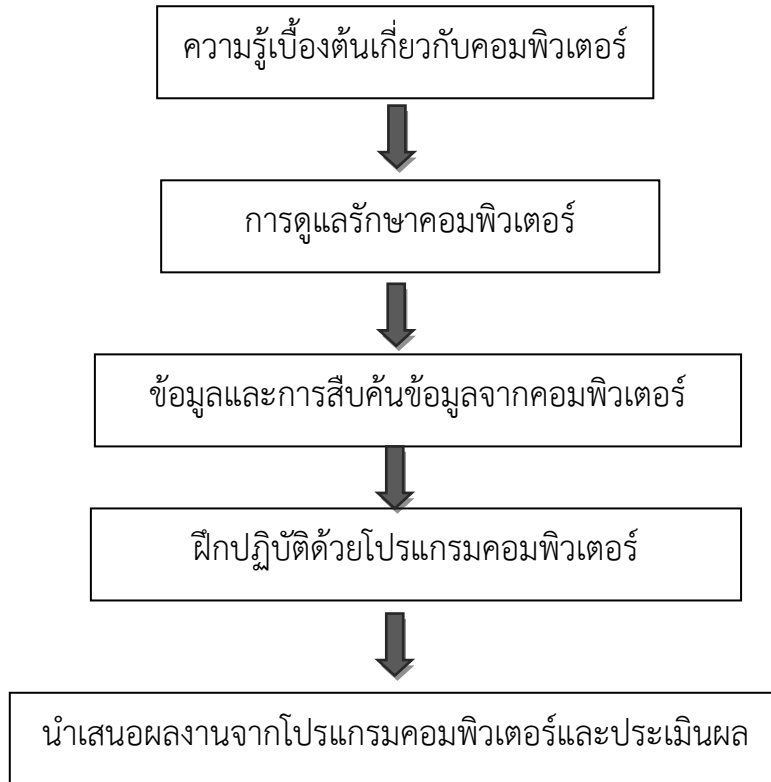 ความรู้เบื้องต้นเกี่ยวกับคอมพิวเตอร์
การดูแลรักษาคอมพิวเตอร์
ข้อมูลและการสืบค้นข้อมูลจากคอมพิวเตอร์
ฝึกปฏิบัติด้วยโปรแกรมคอมพิวเตอร์
นำเสนอผลงานจากโปรแกรมคอมพิวเตอร์และประเมินผล